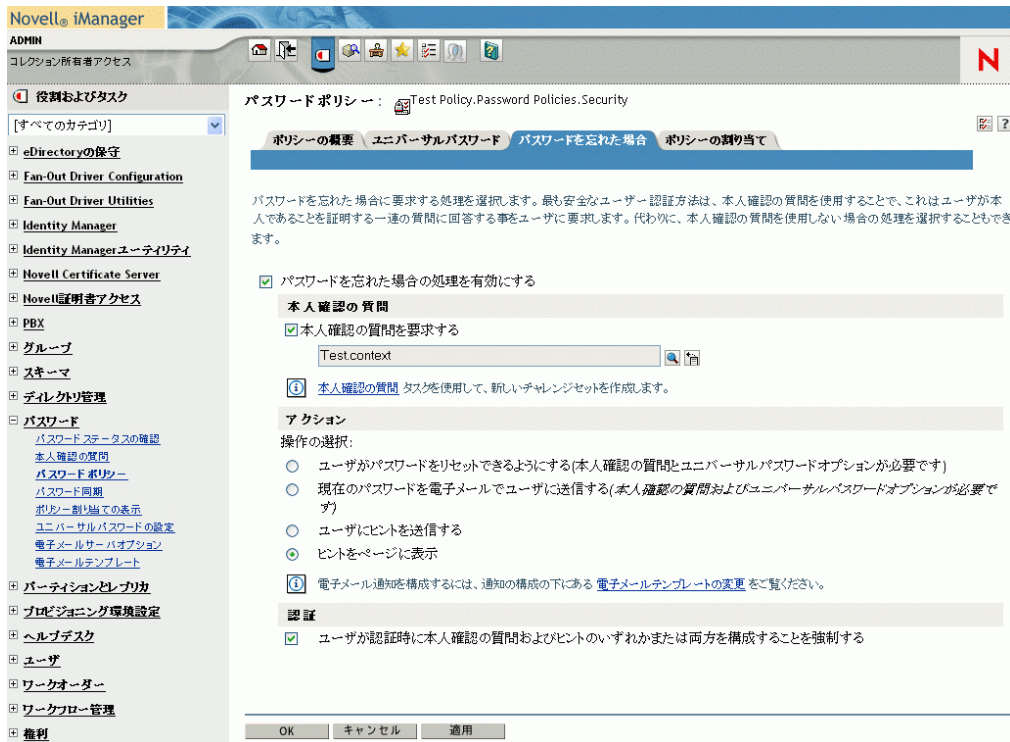 Novell® iManager
ADMIN
コレクション所有者アクセス
N
役割およびタスク
[すべてのカテゴリ]
eDirectoryの保守
Fan-Out Driver Configuration
Fan-Out Driver Utilities
Identity Manager
Identity Managerユーティリティ
Novell Certificate Server
Novell証明書アクセス
PBX
グループ
スキーマ
ディレクトリ管理
パスワード
パスワードステータスの確認
本人確認の質問
パスワードポリシー
パスワード同期
ポリシー割り当ての表示
ユニバーサルパスワードの設定
電子メールサーバオプション
電子メールテンプレート
パーティションとレプリカ
プロビジョニング環境設定
ヘルプデスク
ユーザ
ワークオーダー
ワークフロー管理
権利
パスワードポリシー: Test Policy.Password Policies.Security
ポリシーの概要 ユニバーサルパスワード パスワードを忘れた場合 ポリシーの割り当て
パスワードを忘れた場合に要求する処理を選択します。最も安全なユーザー認証方法は、本人確認の質問を使用することで、これはユーザが本
人であることを証明する一連の質問に回答する事をユーザに要求します。代わりに、本人確認の質問を使用しない場合の処理を選択することもでき
ます。
パスワードを忘れた場合の処理を有効にする
本人確認の質問
本人確認の質問を要求する
Test.context
本人確認の質問 タスクを使用して、新しいチャレンジセットを作成します。
アクション
操作の選択:
ユーザがパスワードをリセットできるようにする(本人確認の質問とユニバーサルパスワードオプションが必要です)
現在のパスワードを電子メールでユーザに送信する(本人確認の質問およびユニバーサルパスワードオプションが必要で
す)
ユーザにヒントを送信する
ヒントをページに表示
電子メール通知を構成するには、通知の構成の下にある 電子メールテンプレートの変更 をご覧ください。
認証
ユーザが認証時に本人確認の質問およびヒントのいずれかまたは両方を構成することを強制する
OK キャンセル 適用